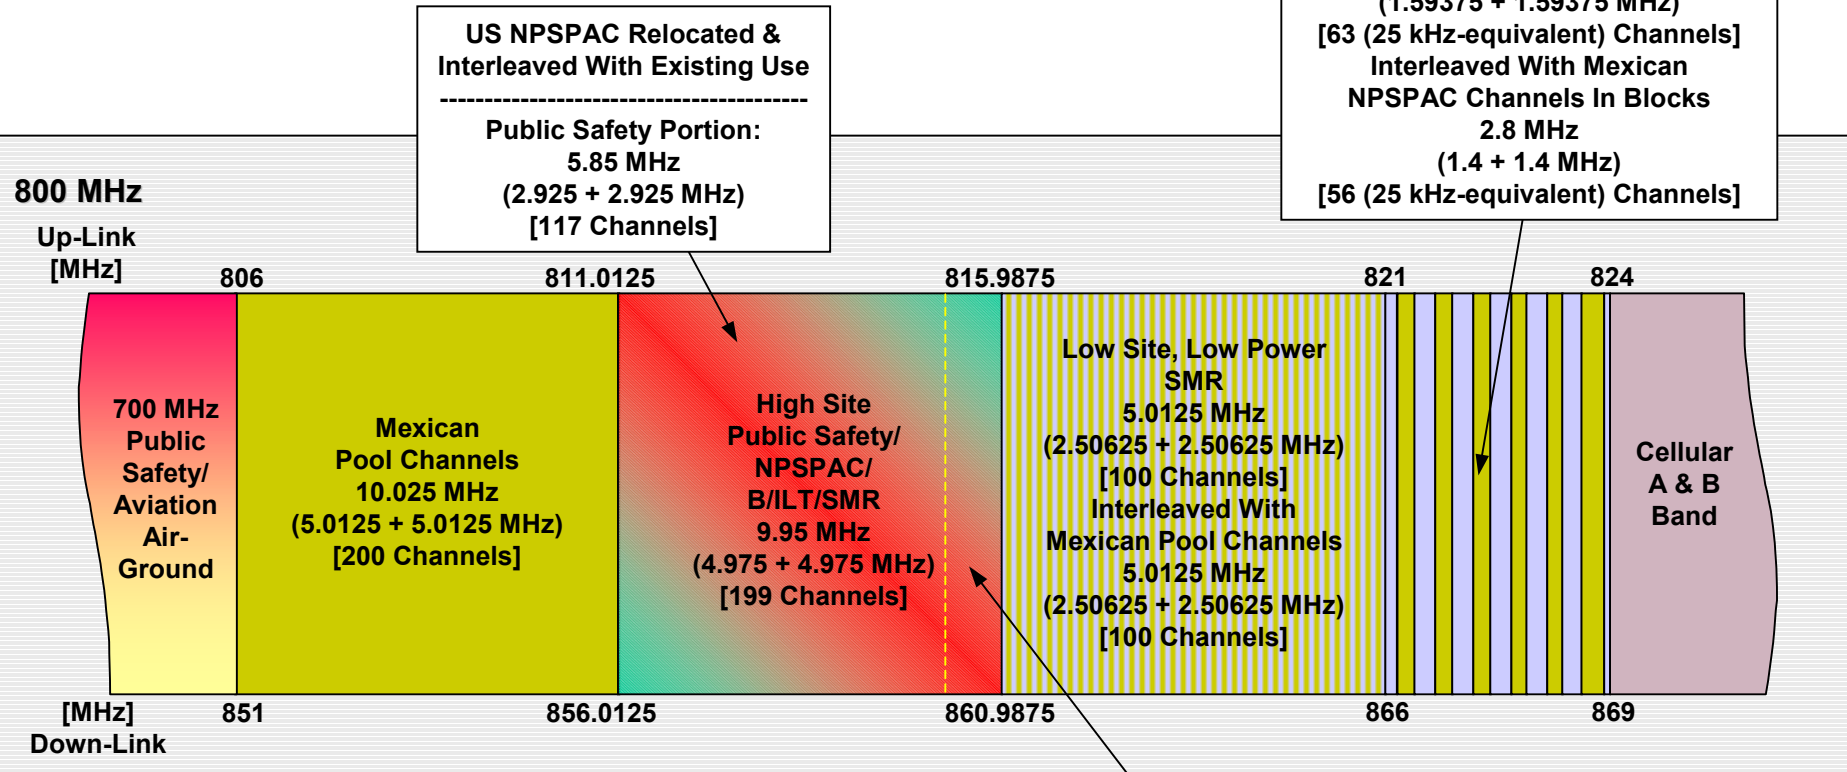 US NPSPAC Relocated &
Interleaved With Existing Use
-----------------------------------------
Public Safety Portion:
5.85 MHz
(2.925 + 2.925 MHz)
[117 Channels]
(1.59375 + 1.59375 MHz)
[63 (25 kHz-equivalent) Channels]
Interleaved With Mexican
NPSPAC Channels In Blocks
2.8 MHz
(1.4 + 1.4 MHz)
[56 (25 kHz-equivalent) Channels]
800 MHz
Up-Link
[MHz]
806
811.0125
815.9875
821
824
700 MHz
Public
Safety/
Aviation
Air-
Ground
Mexican
Pool Channels
10.025 MHz
(5.0125 + 5.0125 MHz)
[200 Channels]
High Site
Public Safety/
NPSPAC/
B/ILT/SMR
9.95 MHz
(4.975 + 4.975 MHz)
[199 Channels]
Low Site, Low Power
SMR
5.0125 MHz
(2.50625 + 2.50625 MHz)
[100 Channels]
Interleaved With
Mexican Pool Channels
5.0125 MHz
(2.50625 + 2.50625 MHz)
[100 Channels]
Cellular
A & B
Band
[MHz]
Down-Link
851
856.0125
860.9875
866
869